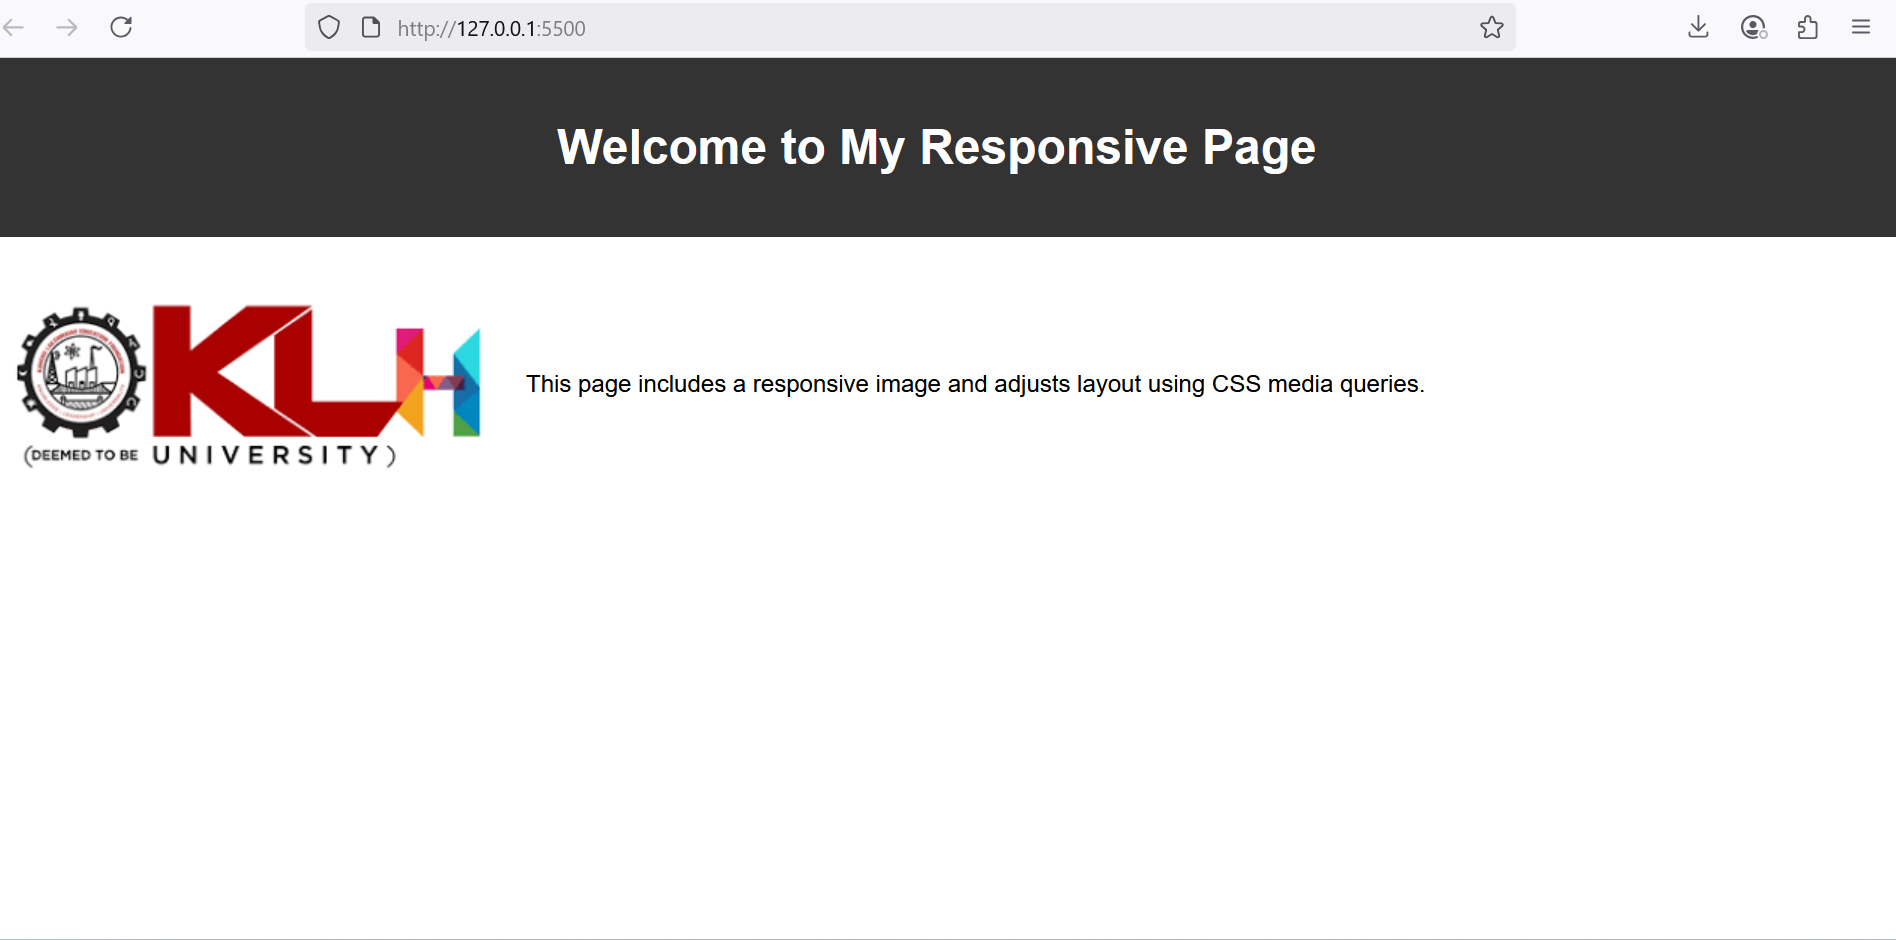 http://127.0.0.1:5500
Welcome to My Responsive Page
KLH
(DEEMED TO BE UNIVERSITY)
This page includes a responsive image and adjusts layout using CSS media queries.